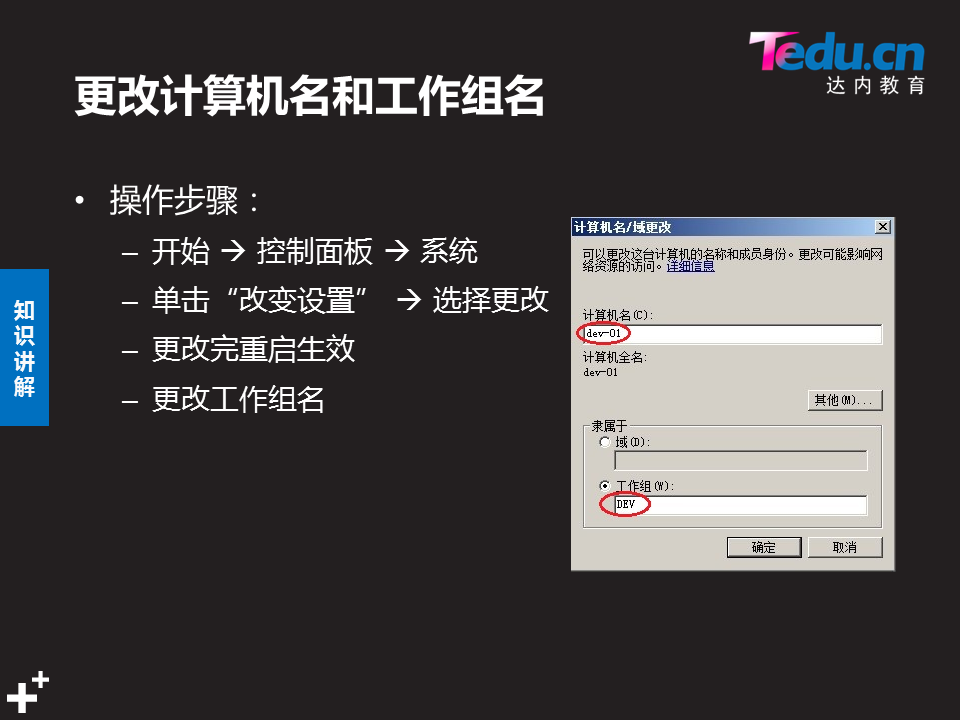 Tedu.cn
达内教育
更改计算机名和工作组名
• 操作步骤：
– 开始 → 控制面板 → 系统
– 单击“改变设置” → 选择更改
– 更改完重启生效
– 更改工作组名
知识讲解
计算机名/域更改
可以更改这台计算机的名称和成员身份。更改可能影响网
络资源的访问。详细信息
计算机名(C):
dev-01
计算机全名:
dev-01
其他(M)...
隶属于
域(D):
工作组(W):
DEV
确定 取消